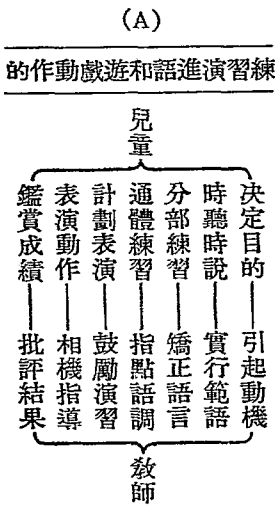 (A)
練習演進語和遊戲動作的
兒童
決定目的——引起動機
時聽時說——實行範語
分部練習——矯正語言
通體練習——指點語調
計劃表演——鼓勵演習
表演動作——相機指導
鑑賞成績——批評結果
教師